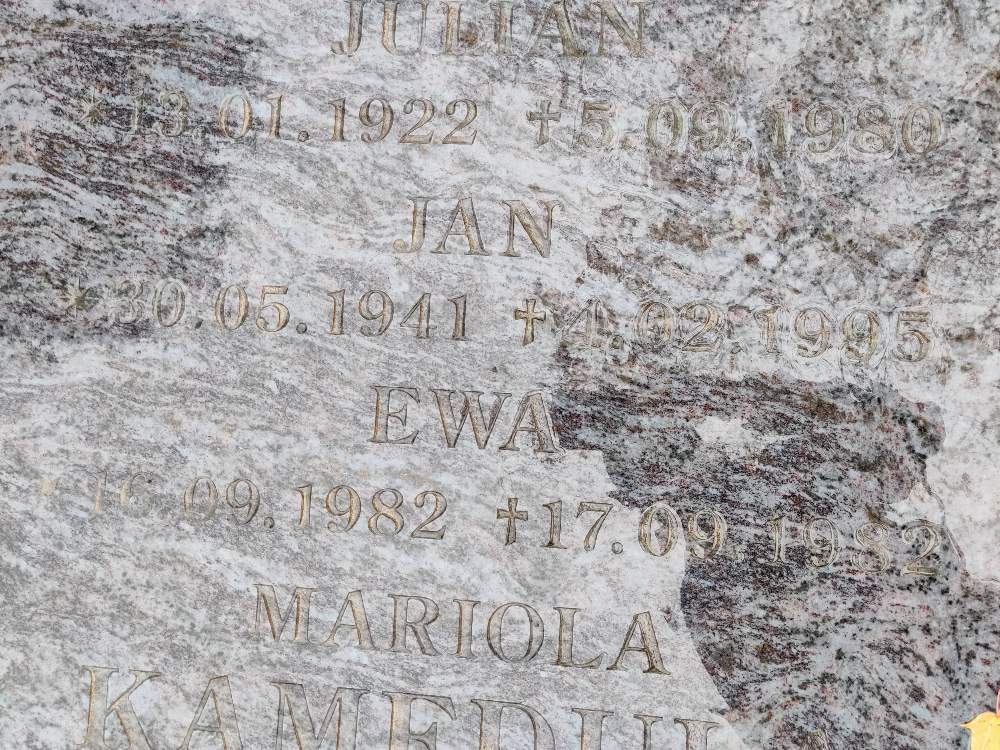 JULIAN
* 13.01.1922 ✝ 5.09.1980
JAN
* 30.05.1941 ✝ 4.02.1995
EWA
* 16.09.1982 ✝ 17.09.1982
MARIOLA